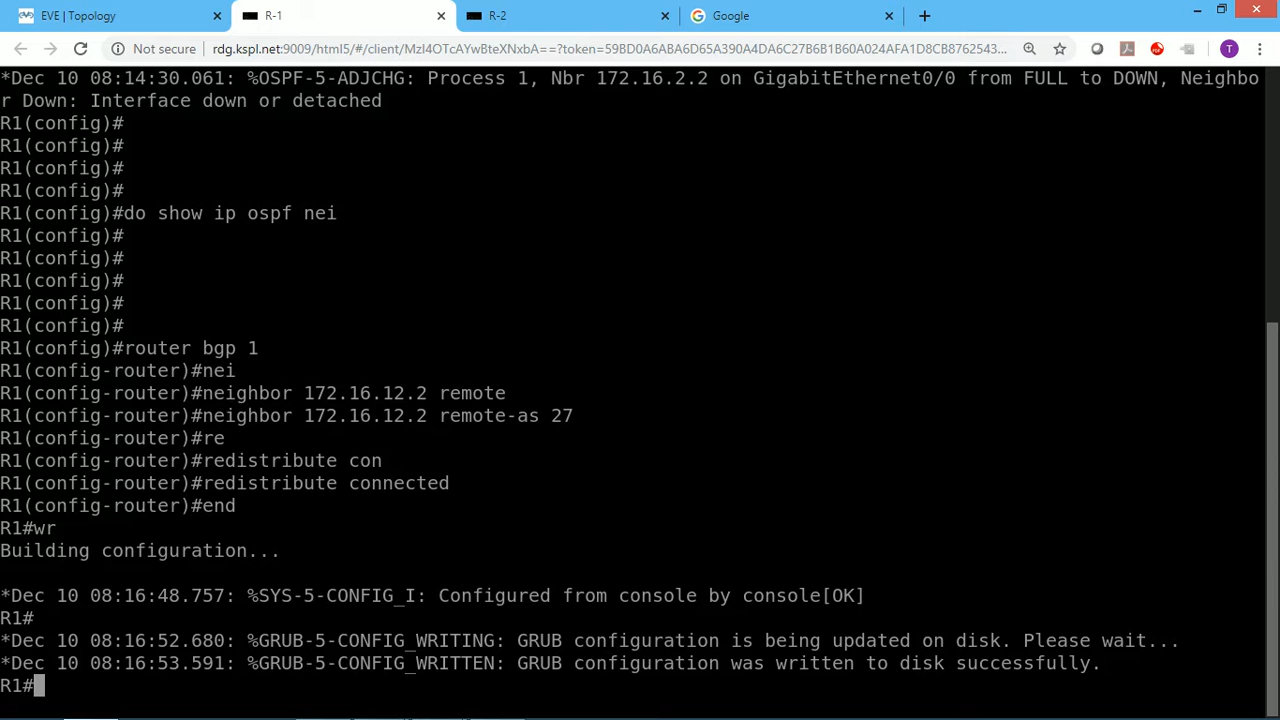 EVE | Topology
R-1
R-2
Google
Not secure
rdg.kspl.net:9009/html5/#/client/MzI4OTcAYwBteXNxbA==?token=59BD0A6ABA6D65A390A4DA6C27B6B1B60A024AFA1D8CB8762543...
T
*Dec 10 08:14:30.061: %OSPF-5-ADJCHG: Process 1, Nbr 172.16.2.2 on GigabitEthernet0/0 from FULL to DOWN, Neighbo
r Down: Interface down or detached
R1(config)#
R1(config)#
R1(config)#
R1(config)#
R1(config)#do show ip ospf nei
R1(config)#
R1(config)#
R1(config)#
R1(config)#
R1(config)#
R1(config)#router bgp 1
R1(config-router)#nei
R1(config-router)#neighbor 172.16.12.2 remote
R1(config-router)#neighbor 172.16.12.2 remote-as 27
R1(config-router)#re
R1(config-router)#redistribute con
R1(config-router)#redistribute connected
R1(config-router)#end
R1#wr
Building configuration...
*Dec 10 08:16:48.757: %SYS-5-CONFIG_I: Configured from console by console[OK]
R1#
*Dec 10 08:16:52.680: %GRUB-5-CONFIG_WRITING: GRUB configuration is being updated on disk. Please wait...
*Dec 10 08:16:53.591: %GRUB-5-CONFIG_WRITTEN: GRUB configuration was written to disk successfully.
R1#